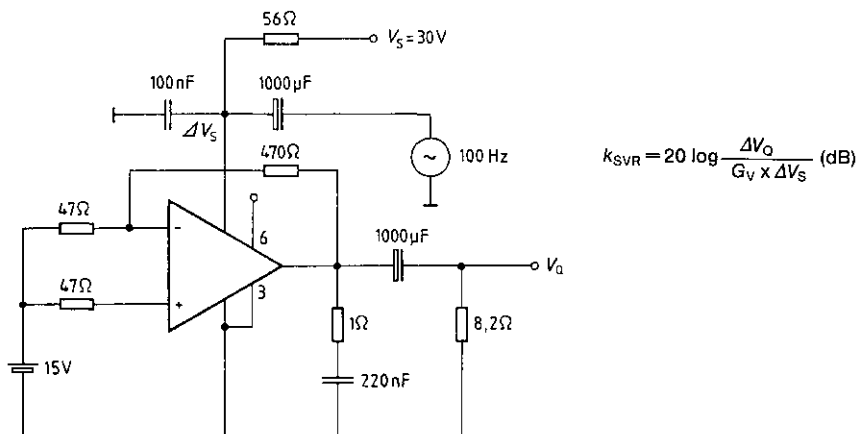 56Ω
V_S = 30V
100nF
1000µF
ΔV_S
470Ω
~
100 Hz
k_SVR = 20 log ΔV_Q / G_V x ΔV_S (dB)
47Ω
-
6
1000µF
V_Q
47Ω
+
3
1Ω
8,2Ω
15V
220nF